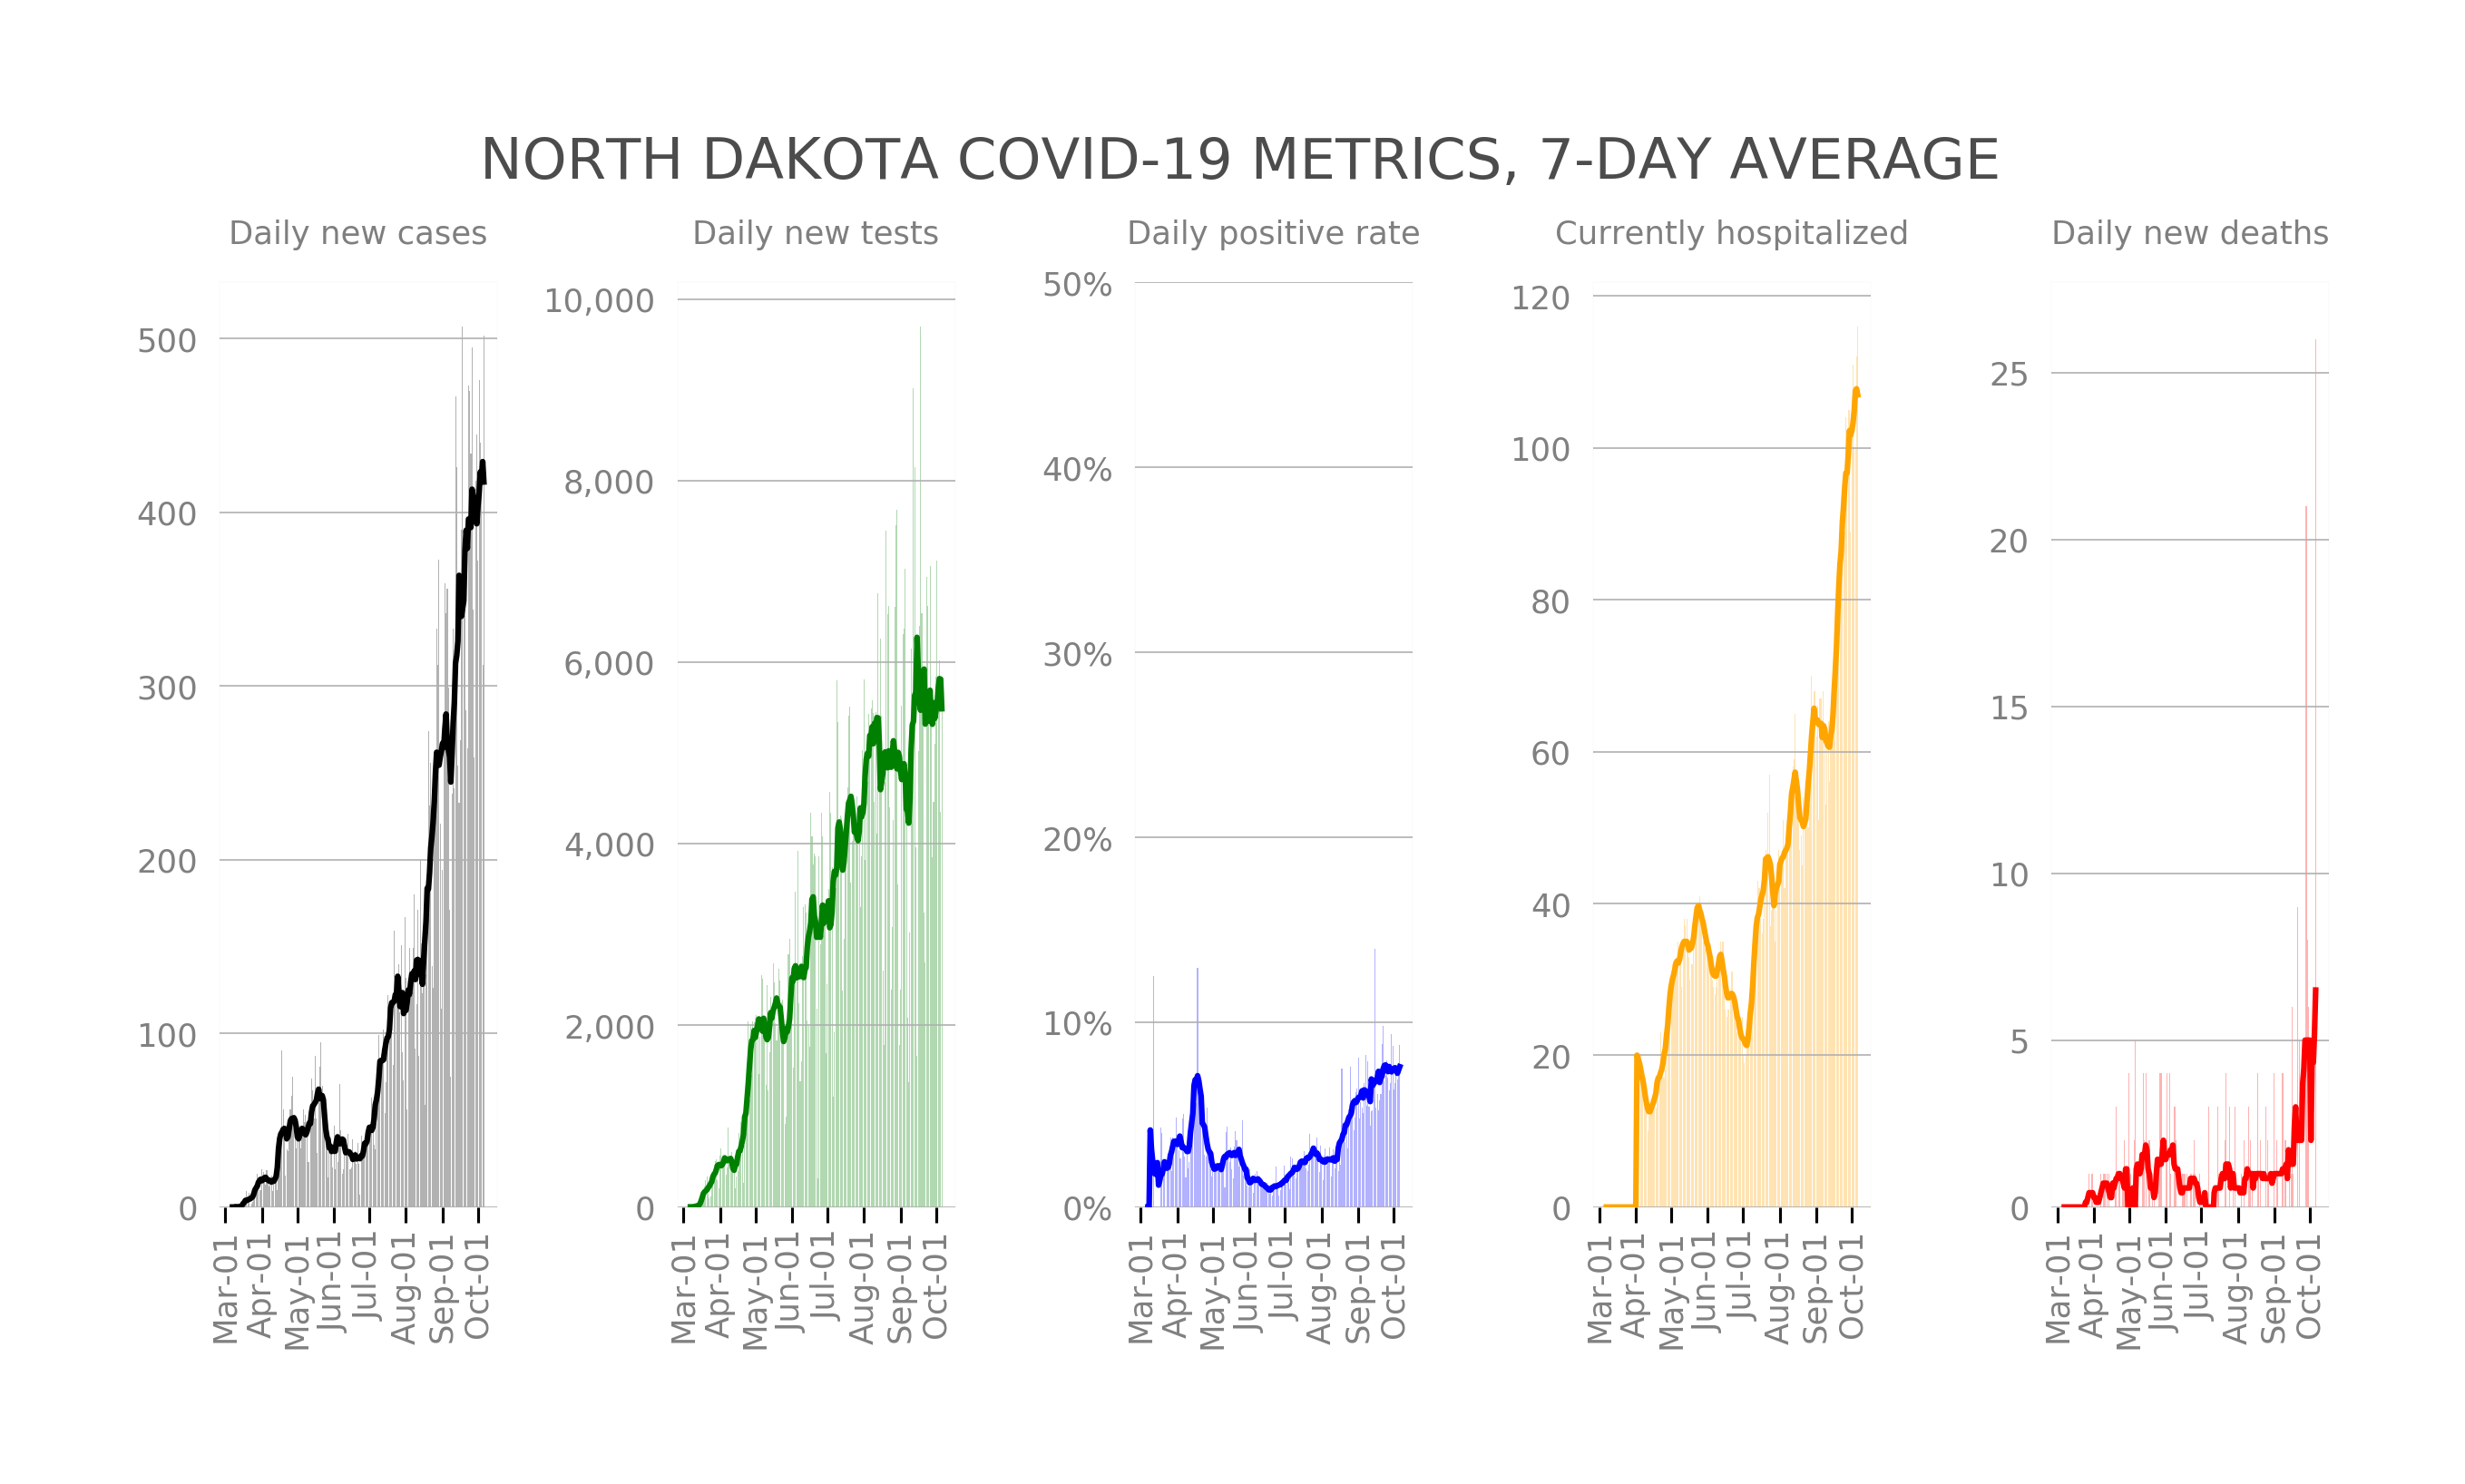 NORTH DAKOTA COVID-19 METRICS, 7-DAY AVERAGE
Daily new cases
500
400
300
200
100
0
Mar-01
Apr-01
May-01
Jun-01
Jul-01
Aug-01
Sep-01
Oct-01
Daily new tests
10,000
8,000
6,000
4,000
2,000
0
Mar-01
Apr-01
May-01
Jun-01
Jul-01
Aug-01
Sep-01
Oct-01
Daily positive rate
50%
40%
30%
20%
10%
0%
Mar-01
Apr-01
May-01
Jun-01
Jul-01
Aug-01
Sep-01
Oct-01
Currently hospitalized
120
100
80
60
40
20
0
Mar-01
Apr-01
May-01
Jun-01
Jul-01
Aug-01
Sep-01
Oct-01
Daily new deaths
25
20
15
10
5
0
Mar-01
Apr-01
May-01
Jun-01
Jul-01
Aug-01
Sep-01
Oct-01